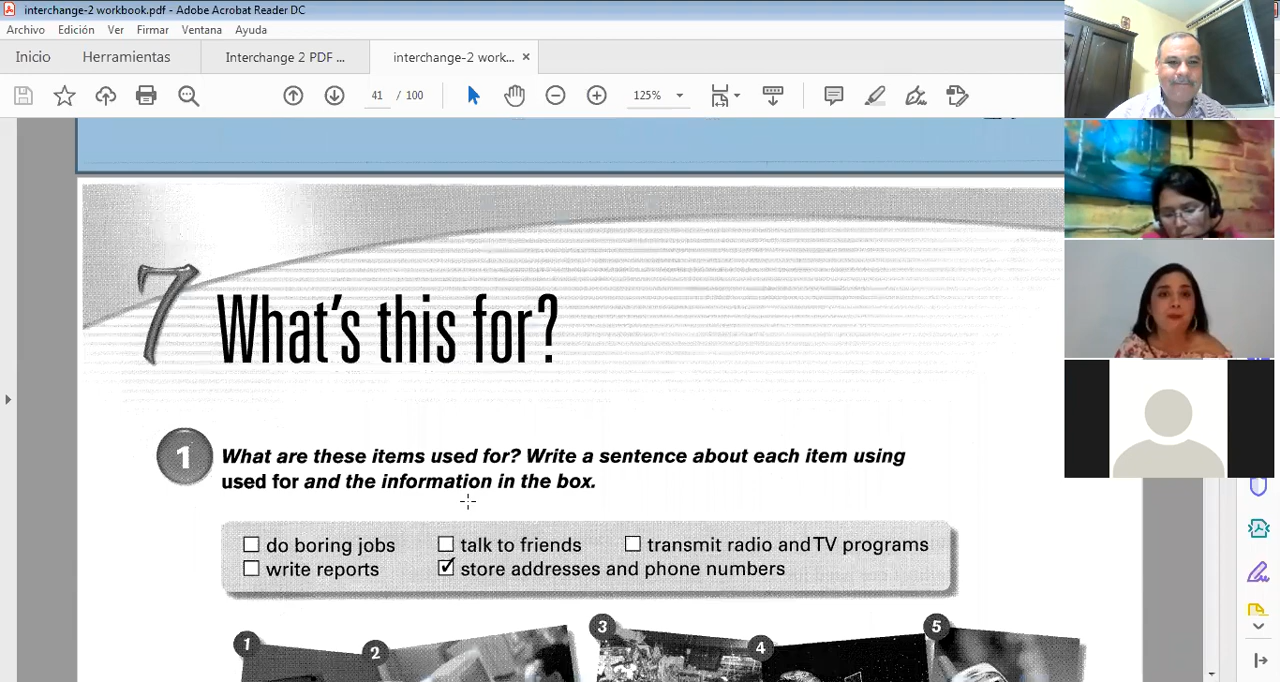 interchange-2 workbook.pdf - Adobe Acrobat Reader DC
Archivo Edición Ver Firmar Ventana Ayuda
Inicio Herramientas Interchange 2 PDF ... interchange-2 work... ×
41 / 100 125%
7 What's this for?
1 What are these items used for? Write a sentence about each item using
used for and the information in the box.
do boring jobs talk to friends transmit radio and TV programs
write reports store addresses and phone numbers
1 2 3 4 5